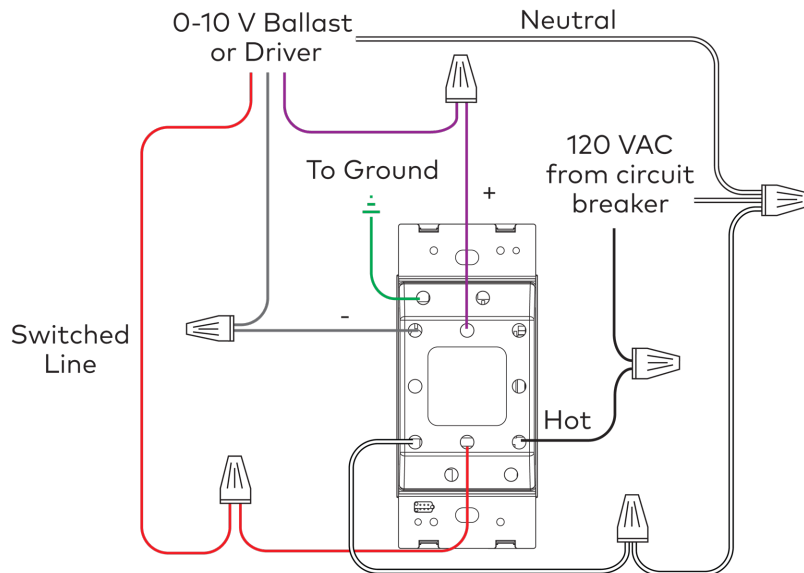 0-10 V Ballast
or Driver
Neutral
To Ground
120 VAC
from circuit
breaker
+
-
Switched
Line
Hot